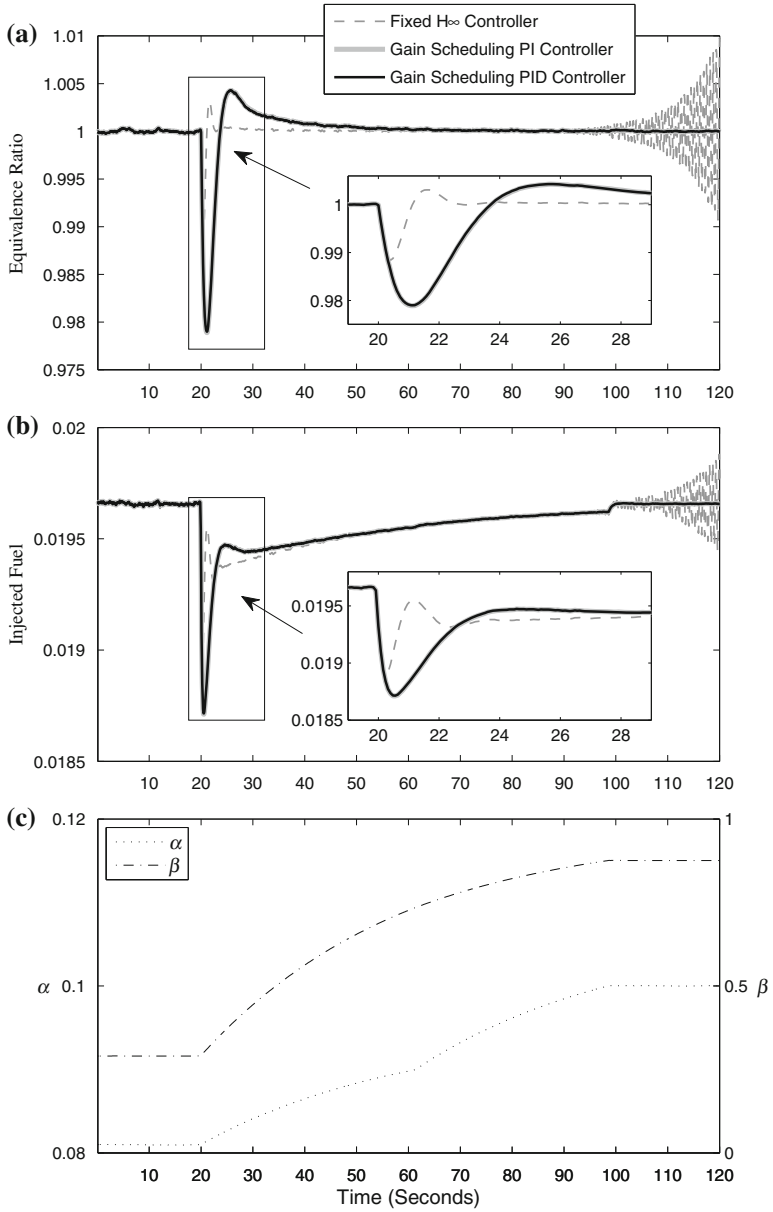 (a)
Fixed H∞ Controller
Gain Scheduling PI Controller
Gain Scheduling PID Controller
1.01
1.005
1
0.995
0.99
0.985
0.98
0.975
Equivalence Ratio
1
0.99
0.98
20 22 24 26 28
10 20 30 40 50 60 70 80 90 100 110 120
(b)
0.02
0.0195
0.019
0.0185
Injected Fuel
0.0195
0.019
0.0185
20 22 24 26 28
10 20 30 40 50 60 70 80 90 100 110 120
(c)
α
β
0.12
α 0.1
0.08
1
0.5 β
0
10 20 30 40 50 60 70 80 90 100 110 120
Time (Seconds)